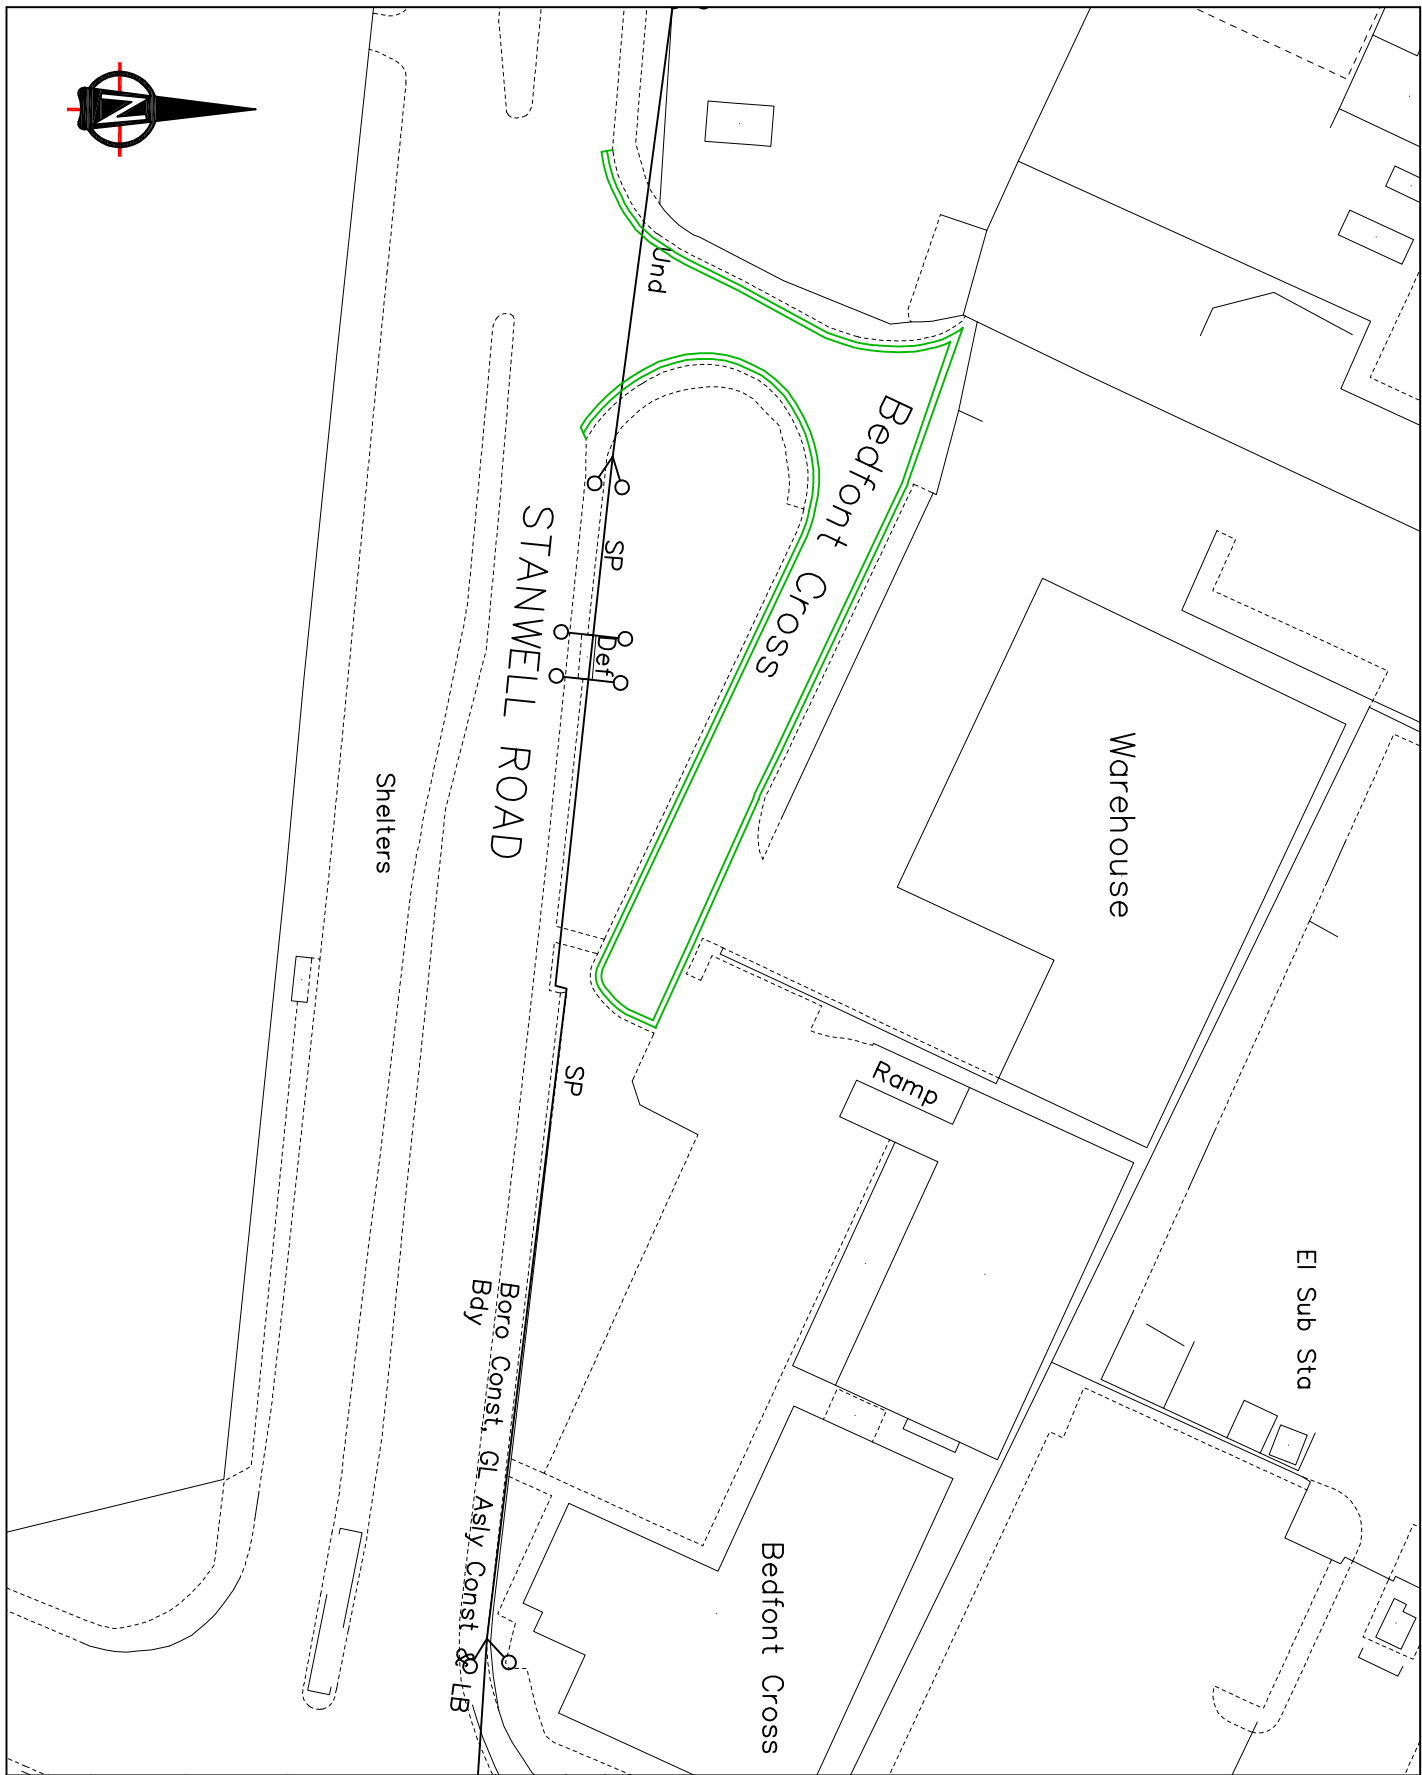 N
Und
Bedfont Cross
SP
Def
STANWELL ROAD
Warehouse
Shelters
Ramp
SP
El Sub Sta
Boro Const, GL Asly Const & LB
Bdy
Bedfont Cross